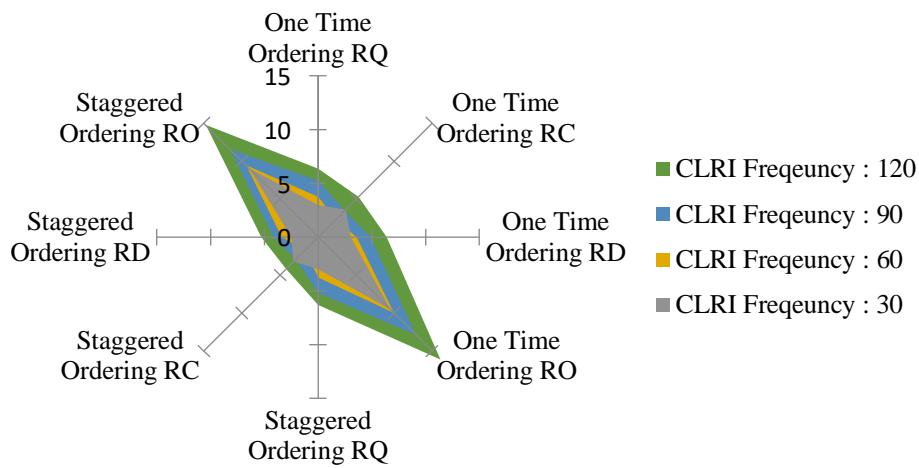 One Time
Ordering RQ
15
10
5
0
One Time
Ordering RC
One Time
Ordering RD
One Time
Ordering RO
Staggered
Ordering RQ
Staggered
Ordering RC
Staggered
Ordering RD
Staggered
Ordering RO
CLRI Freqeuncy : 120
CLRI Freqeuncy : 90
CLRI Freqeuncy : 60
CLRI Freqeuncy : 30